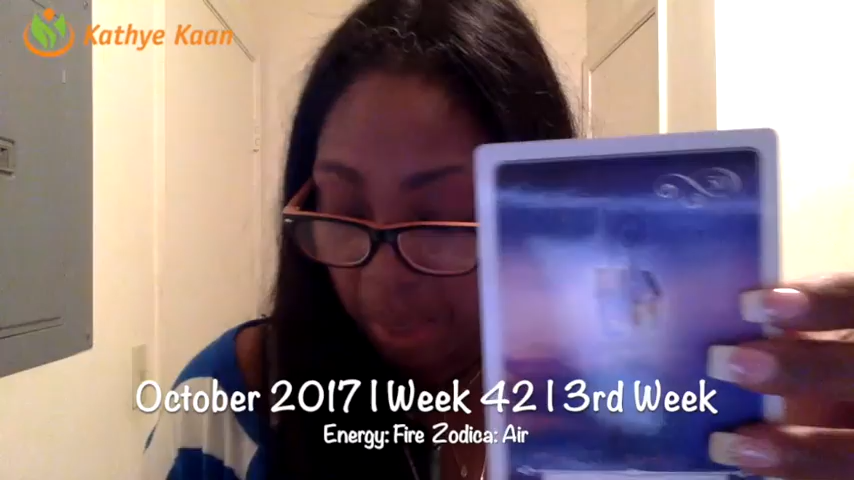 Kathye Kaan
October 2017 | Week 42 | 3rd Week
Energy: Fire Zodica: Air